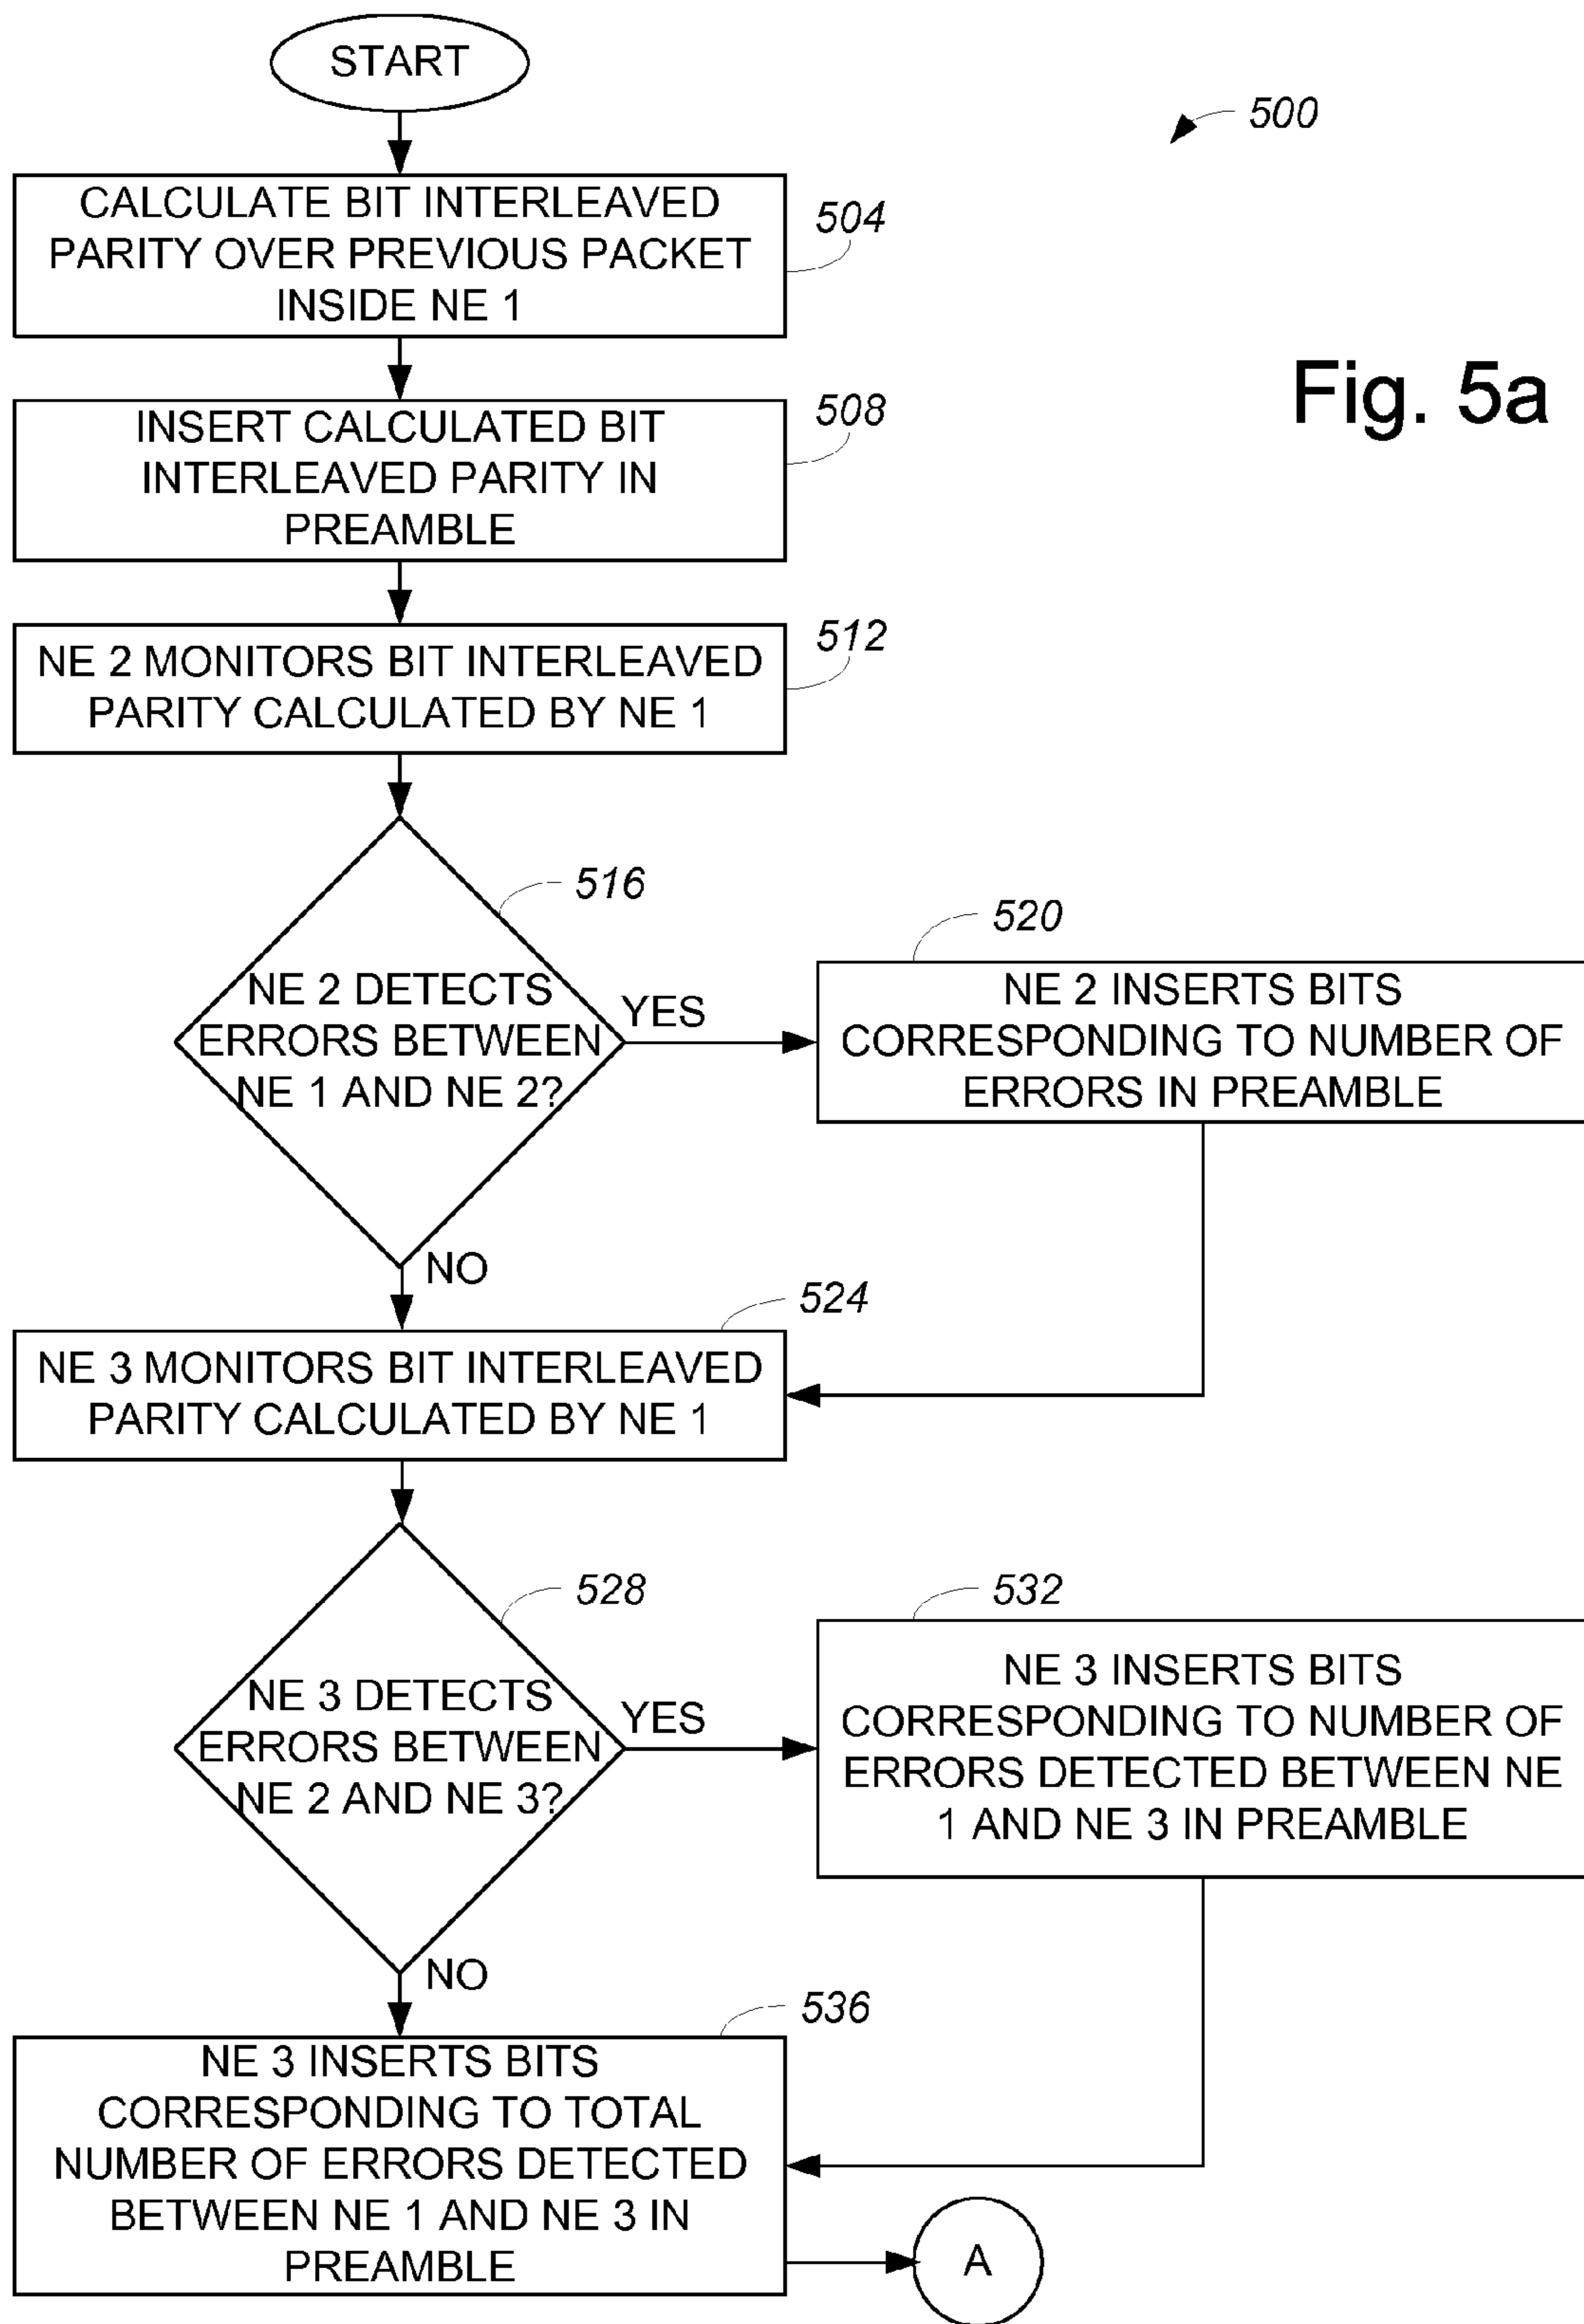 START
500
CALCULATE BIT INTERLEAVED
PARITY OVER PREVIOUS PACKET
INSIDE NE 1
504
Fig. 5a
INSERT CALCULATED BIT
INTERLEAVED PARITY IN
PREAMBLE
508
NE 2 MONITORS BIT INTERLEAVED
PARITY CALCULATED BY NE 1
512
516
NE 2 DETECTS
ERRORS BETWEEN
NE 1 AND NE 2?
YES
520
NE 2 INSERTS BITS
CORRESPONDING TO NUMBER OF
ERRORS IN PREAMBLE
NO
524
NE 3 MONITORS BIT INTERLEAVED
PARITY CALCULATED BY NE 1
528
NE 3 DETECTS
ERRORS BETWEEN
NE 2 AND NE 3?
YES
532
NE 3 INSERTS BITS
CORRESPONDING TO NUMBER OF
ERRORS DETECTED BETWEEN NE
1 AND NE 3 IN PREAMBLE
NO
536
NE 3 INSERTS BITS
CORRESPONDING TO TOTAL
NUMBER OF ERRORS DETECTED
BETWEEN NE 1 AND NE 3 IN
PREAMBLE
A